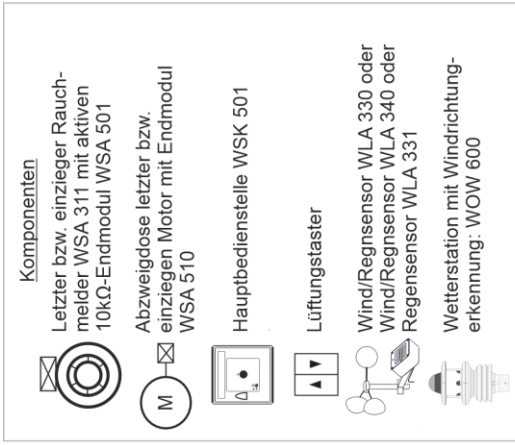 Komponenten
Letzter bzw. einzieger Rauch-
melder WSA 311 mit aktiven
10kΩ-Endmodul WSA 501
M
Abzweigdose letzter bzw.
einziegen Motor mit Endmodul
WSA 510
Hauptbedienstelle WSK 501
Lüftungstaster
Wind/Regnsensor WLA 330 oder
Wind/Regnsensor WLA 340 oder
Regensensor WLA 331
Wetterstation mit Windrichtung-
erkennung: WOW 600